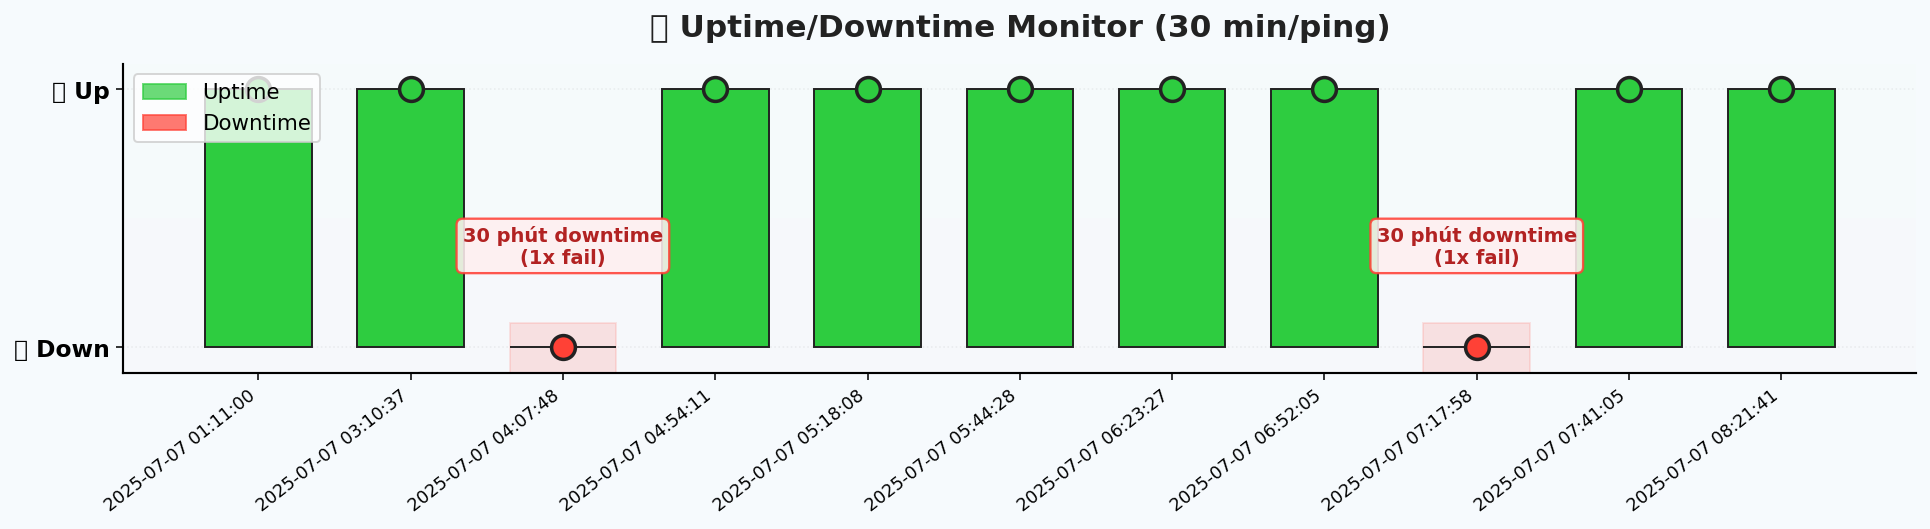 Uptime/Downtime Monitor (30 min/ping)
Up
Uptime
Downtime
30 phút downtime
(1x fail)
30 phút downtime
(1x fail)
Down
2025-07-07 01:11:00
2025-07-07 03:10:37
2025-07-07 04:07:48
2025-07-07 04:54:11
2025-07-07 05:18:08
2025-07-07 05:44:28
2025-07-07 06:23:27
2025-07-07 06:52:05
2025-07-07 07:17:58
2025-07-07 07:41:05
2025-07-07 08:21:41